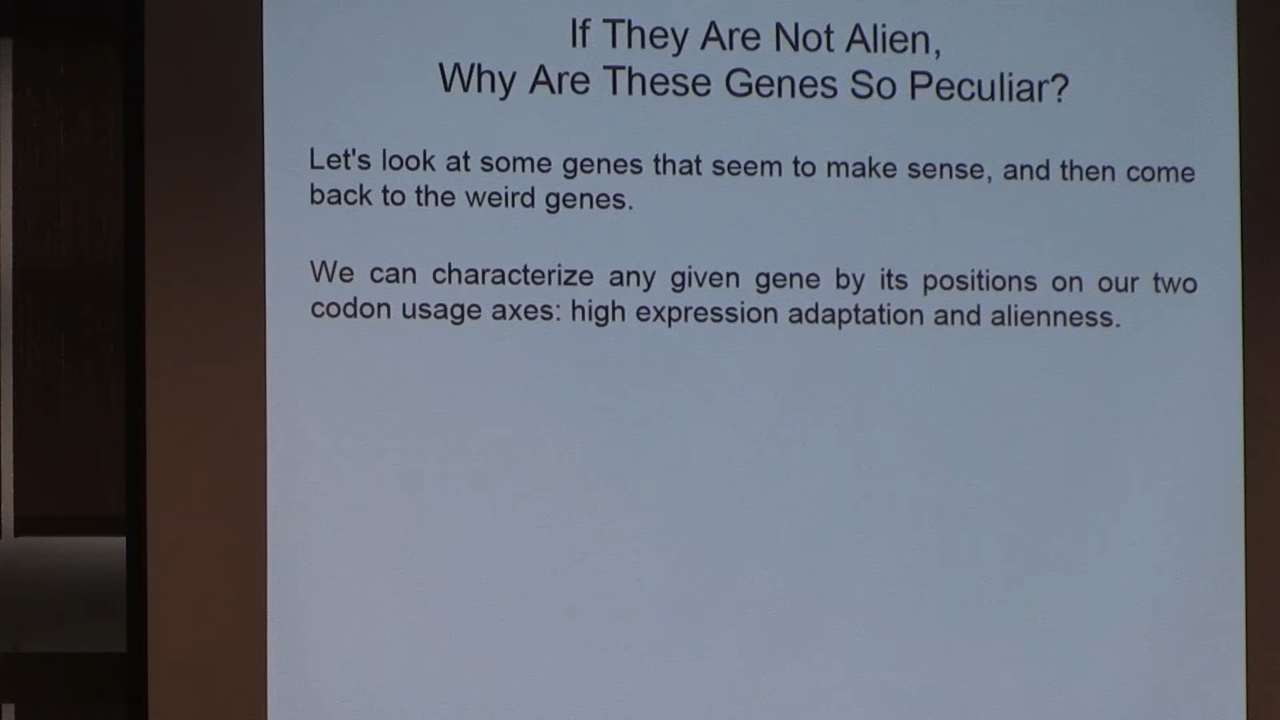 If They Are Not Alien,
Why Are These Genes So Peculiar?
Let's look at some genes that seem to make sense, and then come
back to the weird genes.
We can characterize any given gene by its positions on our two
codon usage axes: high expression adaptation and alienness.